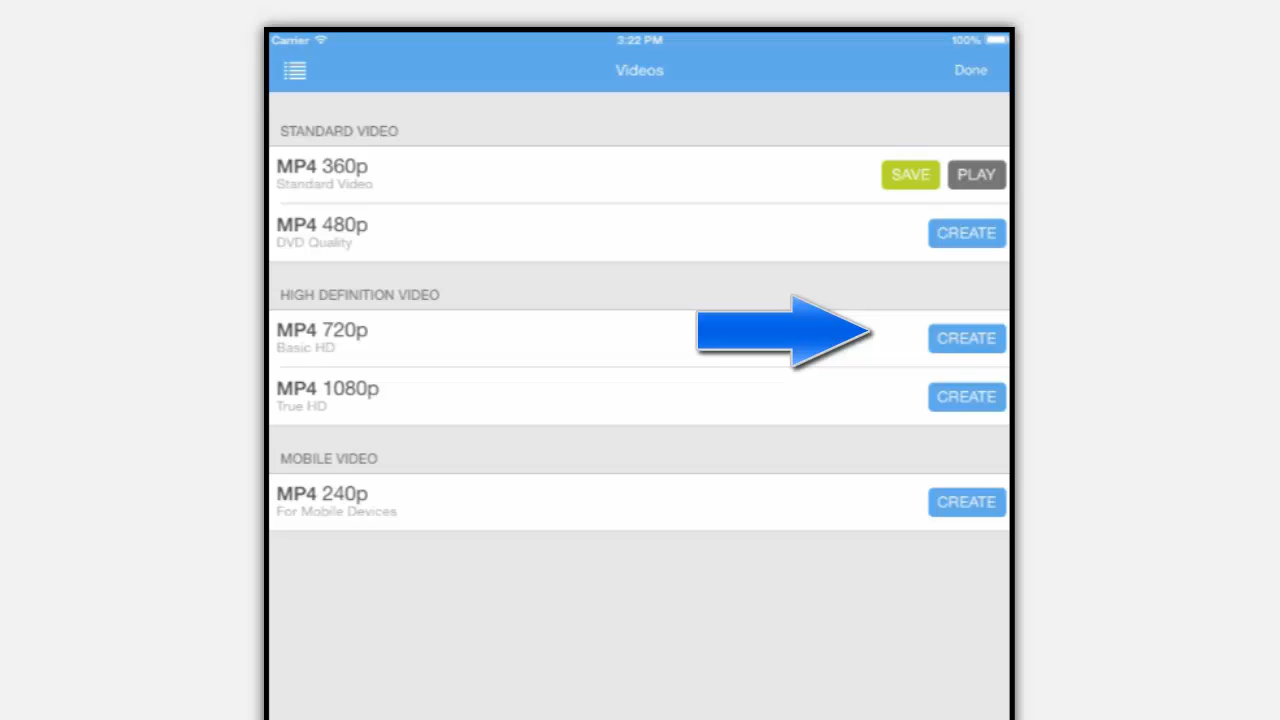 Carrier 3:22 PM 100%
Videos Done
STANDARD VIDEO
MP4 360p
Standard Video
SAVE PLAY
MP4 480p
DVD Quality
CREATE
HIGH DEFINITION VIDEO
MP4 720p
Basic HD
CREATE
MP4 1080p
True HD
CREATE
MOBILE VIDEO
MP4 240p
For Mobile Devices
CREATE